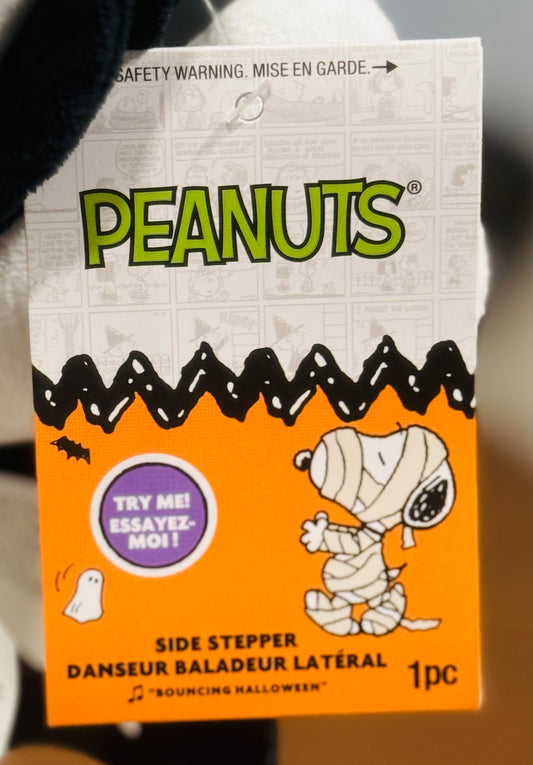 SAFETY WARNING. MISE EN GARDE.
PEANUTS®
TRY ME!
ESSAYEZ-
MOI !
SIDE STEPPER
DANSEUR BALADEUR LATÉRAL
1pc
"BOUNCING HALLOWEEN"